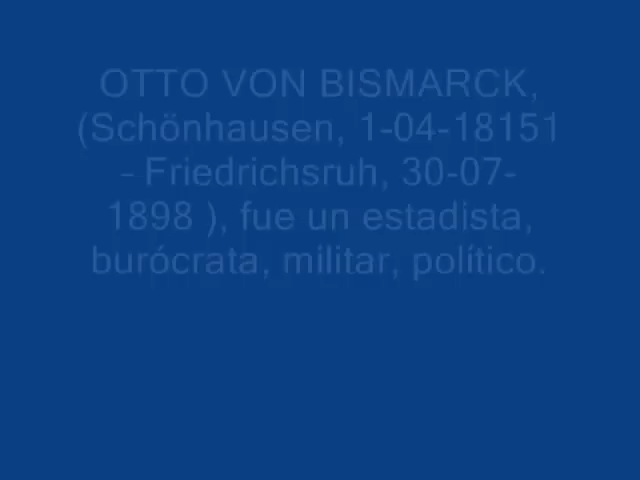 OTTO VON BISMARCK,
(Schönhausen, 1-04-18151
– Friedrichsruh, 30-07-
1898 ), fue un estadista,
burócrata, militar, político.